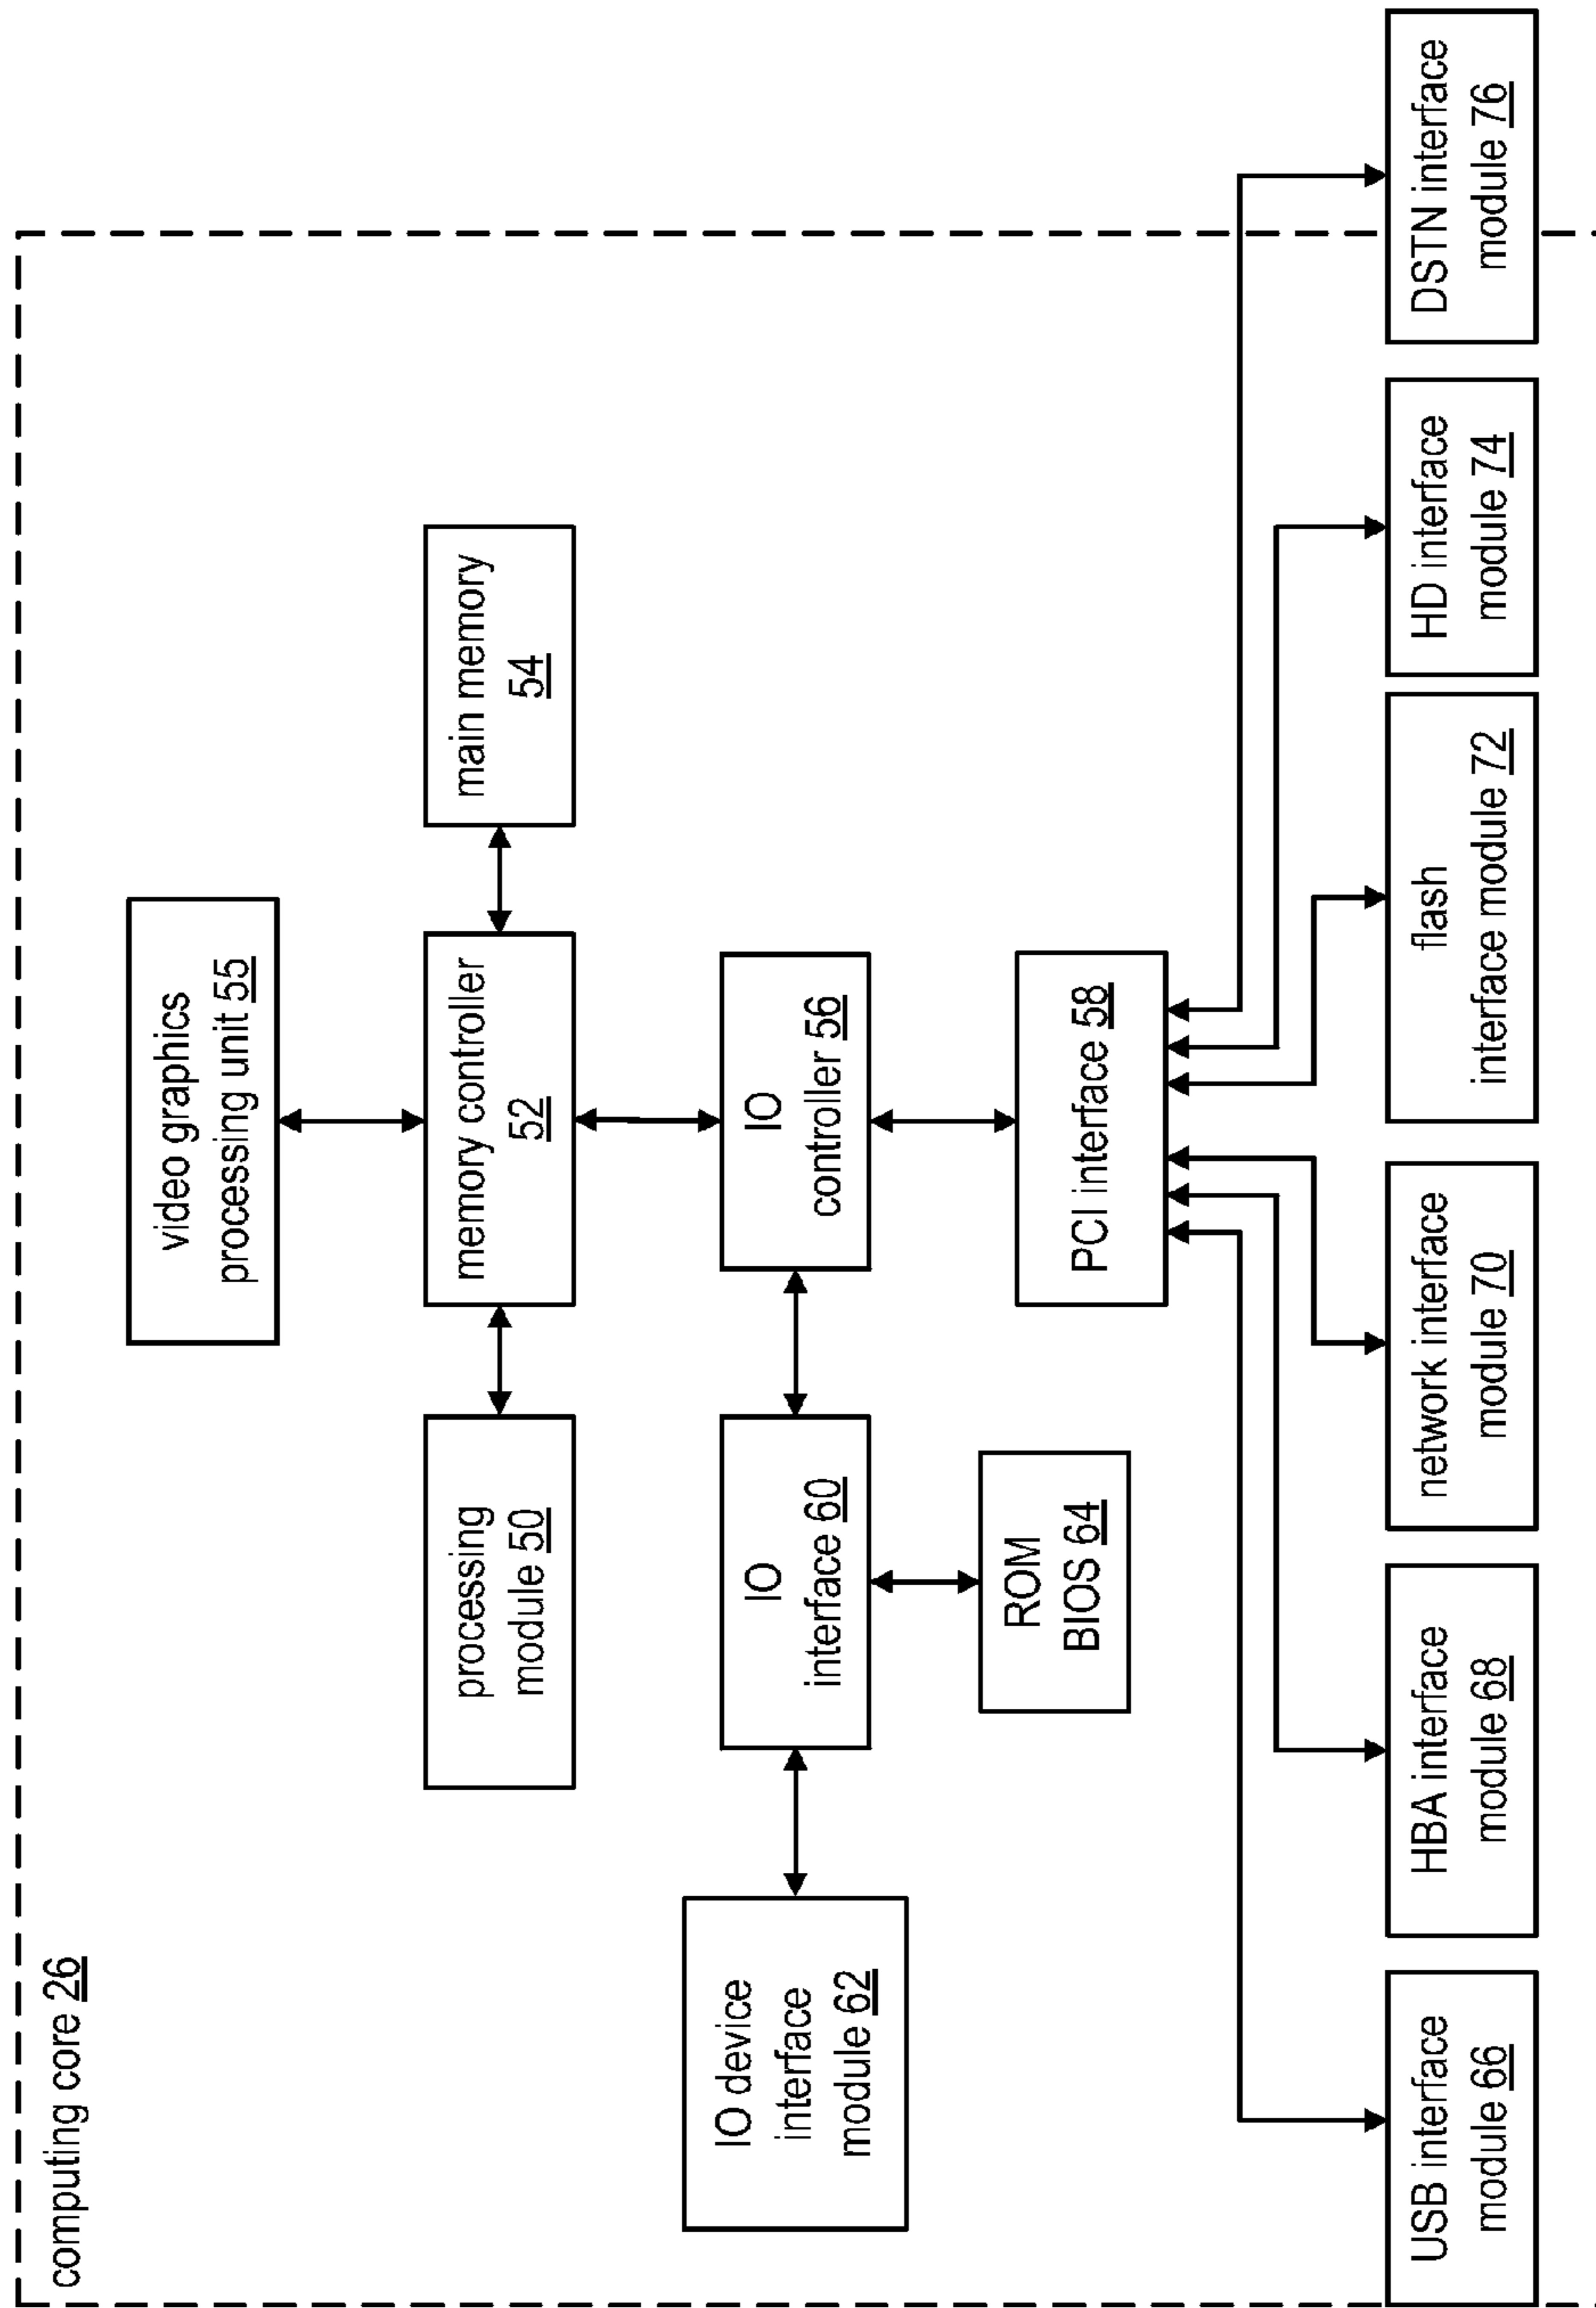 computing core 26
video graphics
processing unit 55
processing
module 50
memory controller
52
main memory
54
IO device
interface
module 62
IO
interface 60
IO
controller 56
ROM
BIOS 64
PCI interface 58
USB interface
module 66
HBA interface
module 68
network interface
module 70
flash
interface module 72
HD interface
module 74
DSTN interface
module 76